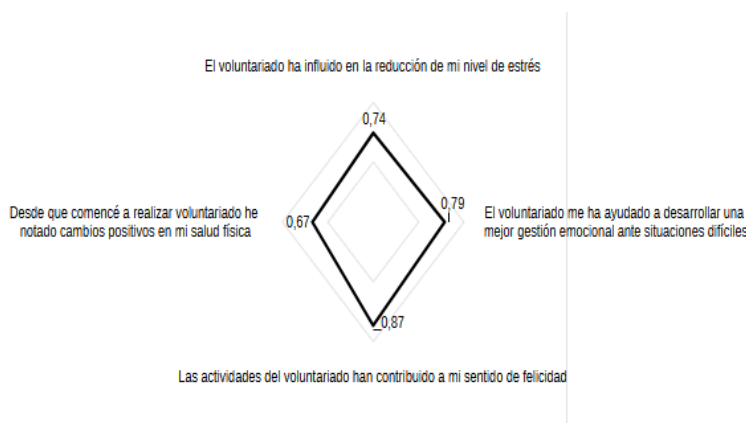 El voluntariado ha influido en la reducción de mi nivel de estrés
0,74
Desde que comencé a realizar voluntariado he
notado cambios positivos en mi salud física
0,67
0,79
El voluntariado me ha ayudado a desarrollar una
mejor gestión emocional ante situaciones difíciles
0,87
Las actividades del voluntariado han contribuido a mi sentido de felicidad